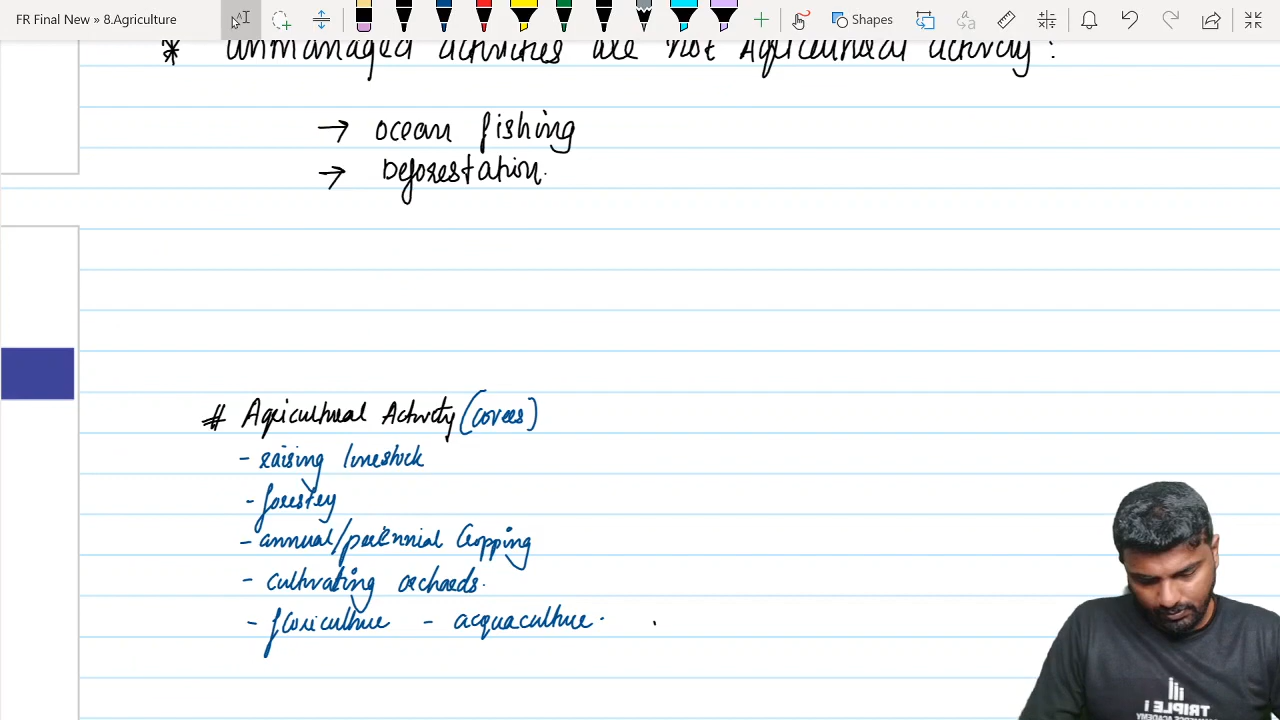 FR Final New » 8.Agriculture
Shapes
* Unmanaged activities are not Agricultural activity:
→ ocean fishing
→ Deforestation.
# Agricultural Activity (covers)
- raising livestock
- forestry
- annual/perennial Cropping
- cultivating orchards.
- floriculture - acquaculture.
TRIPLE i